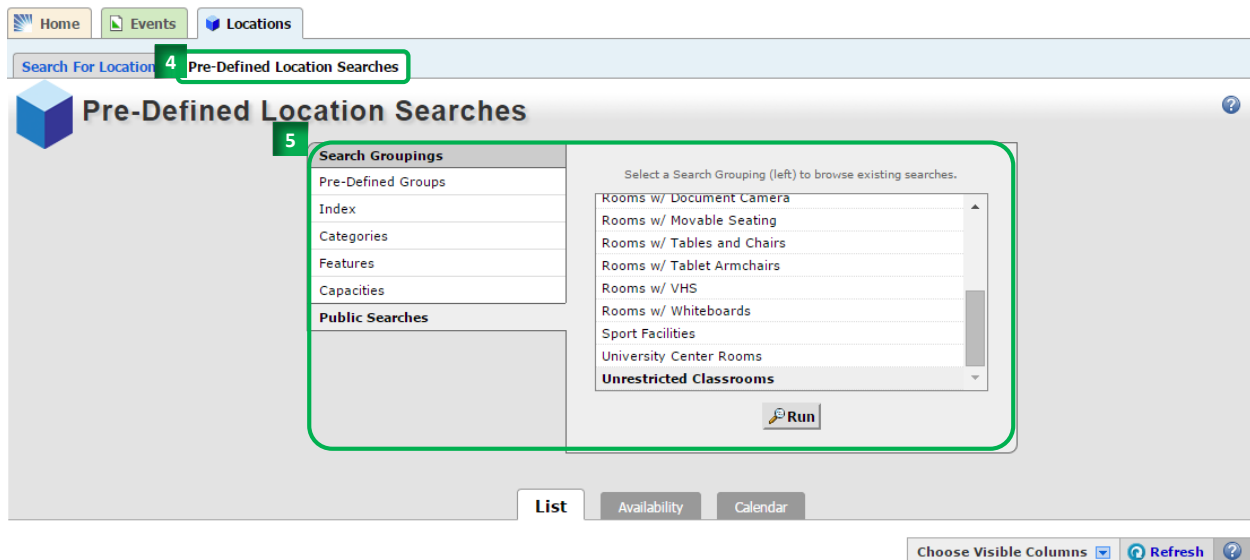 Home Events Locations
Search For Location 4 Pre-Defined Location Searches
Pre-Defined Location Searches
5
Search Groupings
Pre-Defined Groups
Index
Categories
Features
Capacities
Public Searches
Select a Search Grouping (left) to browse existing searches.
Rooms w/ Document Camera
Rooms w/ Movable Seating
Rooms w/ Tables and Chairs
Rooms w/ Tablet Armchairs
Rooms w/ VHS
Rooms w/ Whiteboards
Sport Facilities
University Center Rooms
Unrestricted Classrooms
Run
List Availability Calendar
Choose Visible Columns Refresh ?